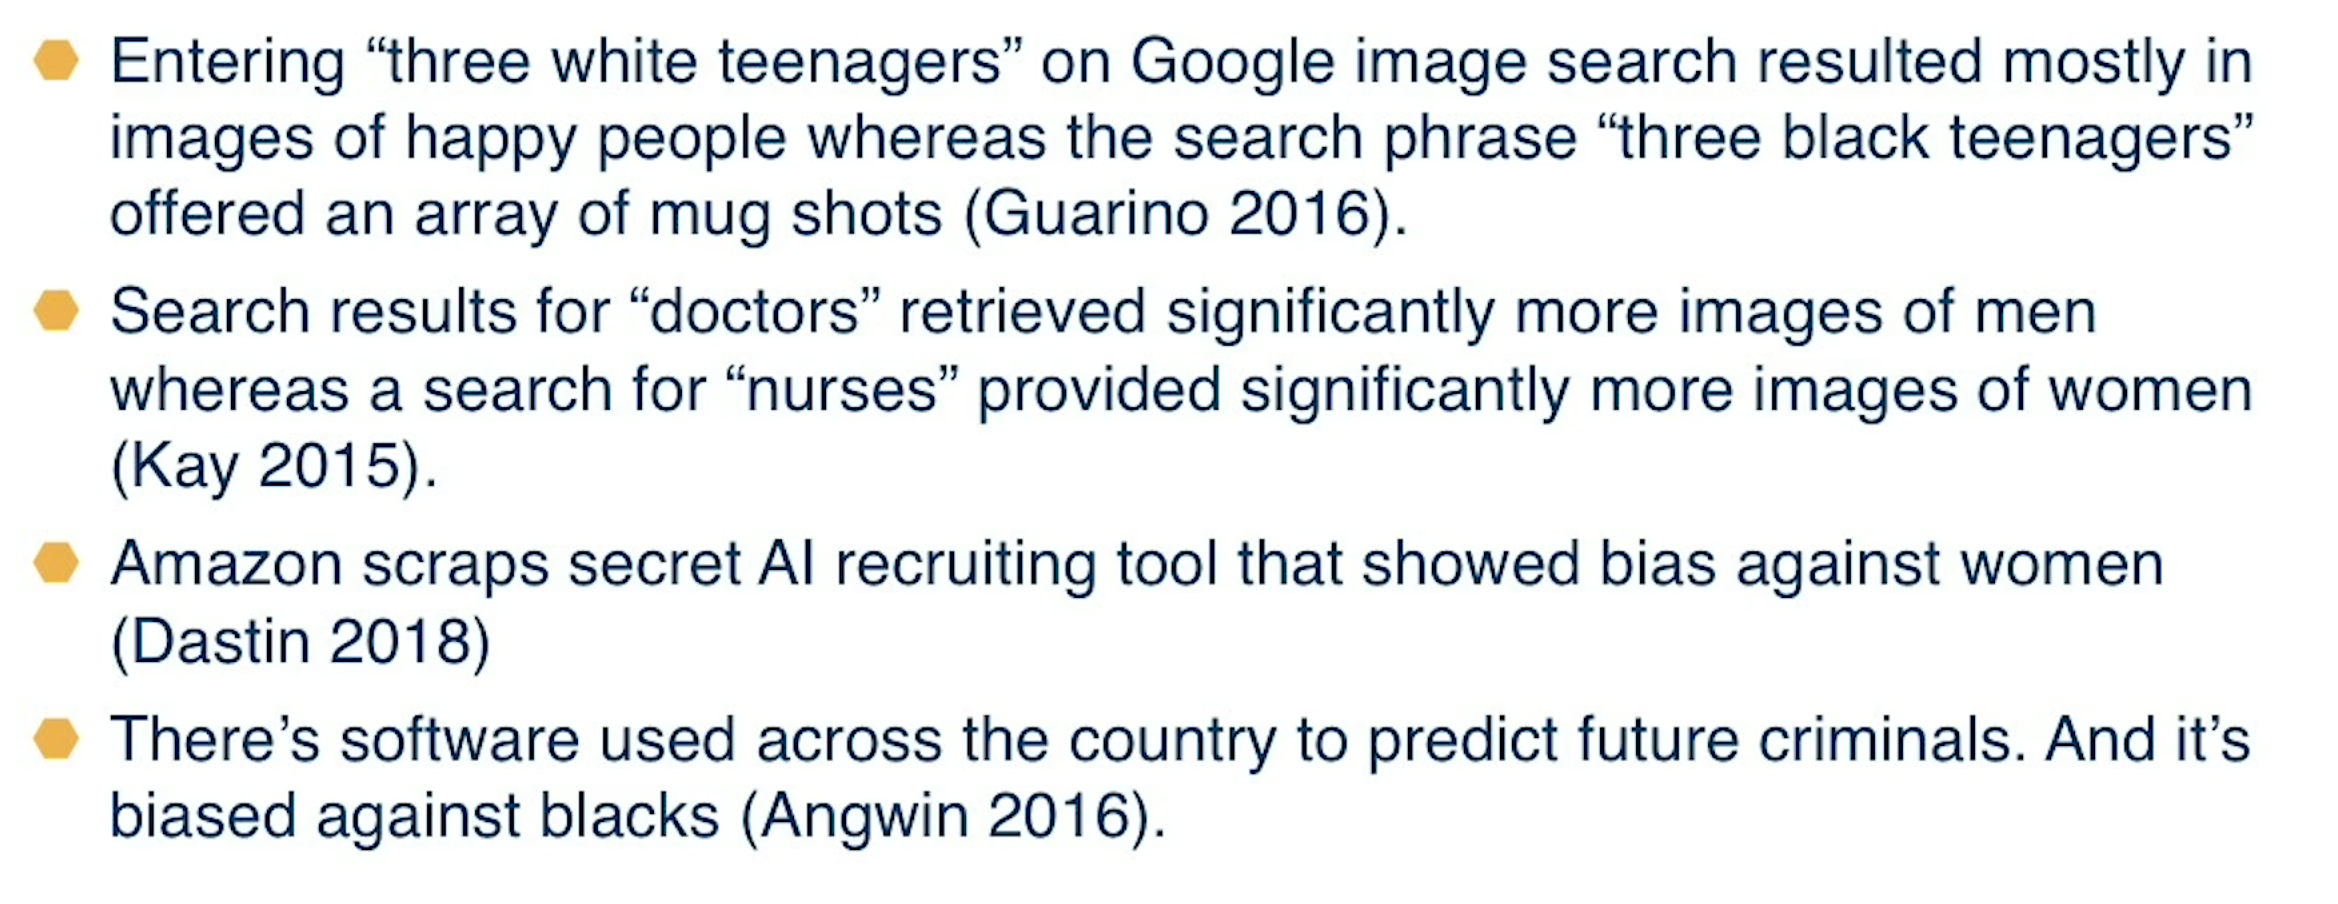 Entering “three white teenagers” on Google image search resulted mostly in
images of happy people whereas the search phrase “three black teenagers”
offered an array of mug shots (Guarino 2016).
Search results for “doctors” retrieved significantly more images of men
whereas a search for “nurses” provided significantly more images of women
(Kay 2015).
Amazon scraps secret AI recruiting tool that showed bias against women
(Dastin 2018)
There’s software used across the country to predict future criminals. And it’s
biased against blacks (Angwin 2016).